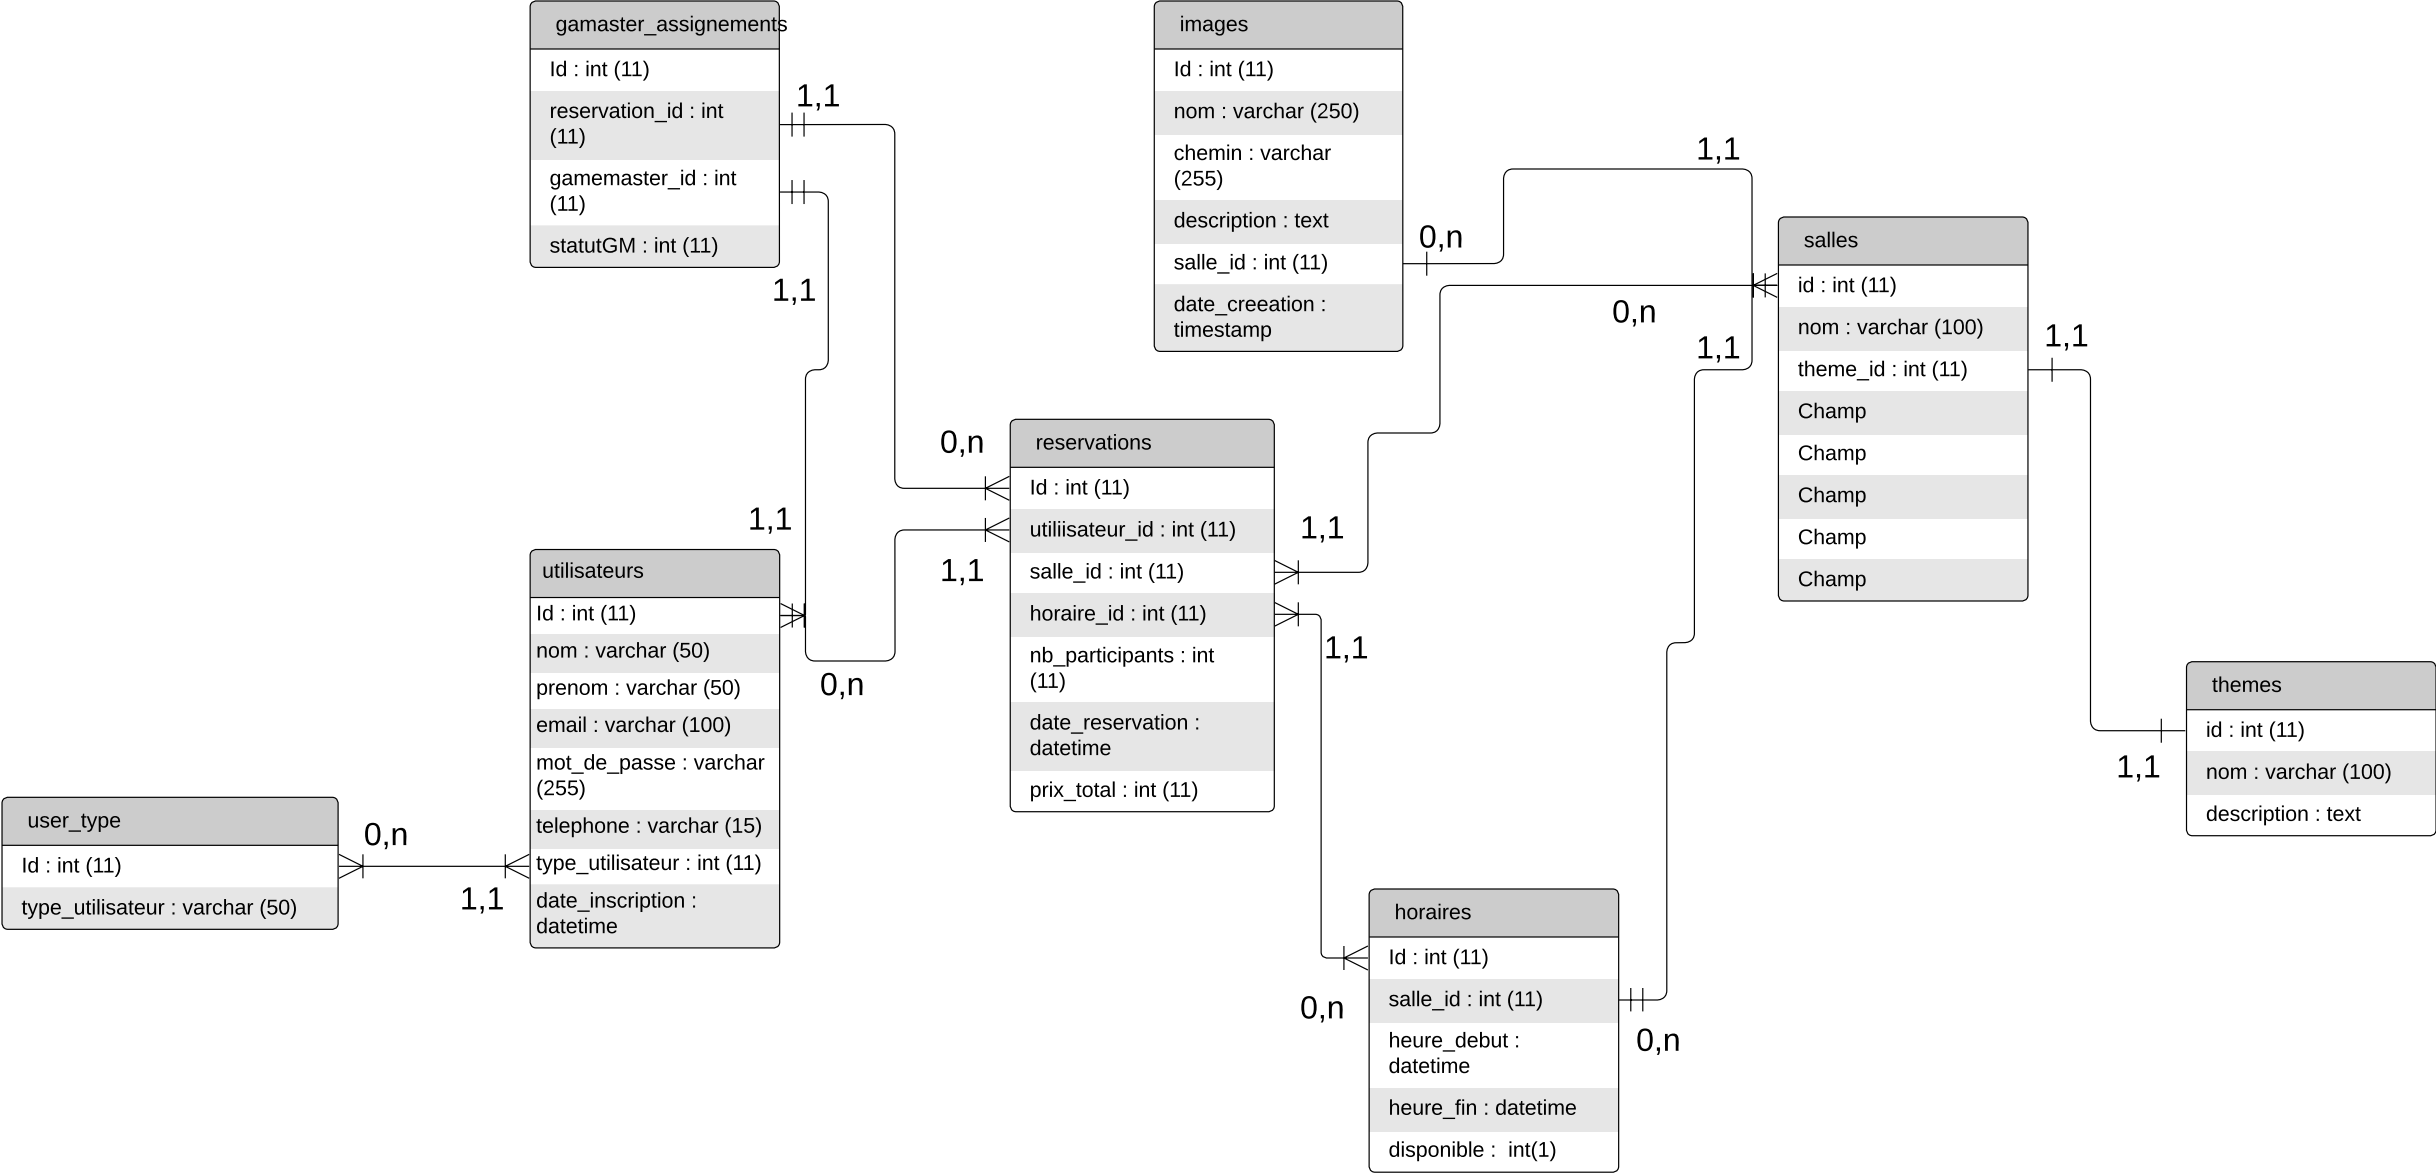 gamaster_assignements
Id : int (11)
reservation_id : int
(11)
gamemaster_id : int
(11)
statutGM : int (11)
1,1
1,1
images
Id : int (11)
nom : varchar (250)
chemin : varchar
(255)
description : text
salle_id : int (11)
date_creeation :
timestamp
0,n
1,1
0,n
1,1
salles
id : int (11)
nom : varchar (100)
theme_id : int (11)
Champ
Champ
Champ
Champ
Champ
1,1
0,n
1,1
reservations
Id : int (11)
utiliisateur_id : int (11)
salle_id : int (11)
horaire_id : int (11)
nb_participants : int
(11)
date_reservation :
datetime
prix_total : int (11)
1,1
1,1
1,1
utilisateurs
Id : int (11)
nom : varchar (50)
prenom : varchar (50)
email : varchar (100)
mot_de_passe : varchar
(255)
telephone : varchar (15)
type_utilisateur : int (11)
date_inscription :
datetime
0,n
themes
id : int (11)
nom : varchar (100)
description : text
1,1
user_type
Id : int (11)
type_utilisateur : varchar (50)
0,n
1,1
horaires
Id : int (11)
salle_id : int (11)
heure_debut :
datetime
heure_fin : datetime
disponible :  int(1)
0,n
0,n